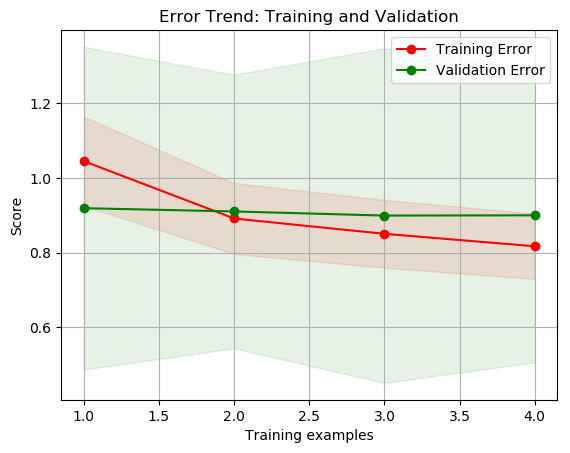 Error Trend: Training and Validation
Training Error
Validation Error
Score
1.2
1.0
0.8
0.6
1.0 1.5 2.0 2.5 3.0 3.5 4.0
Training examples